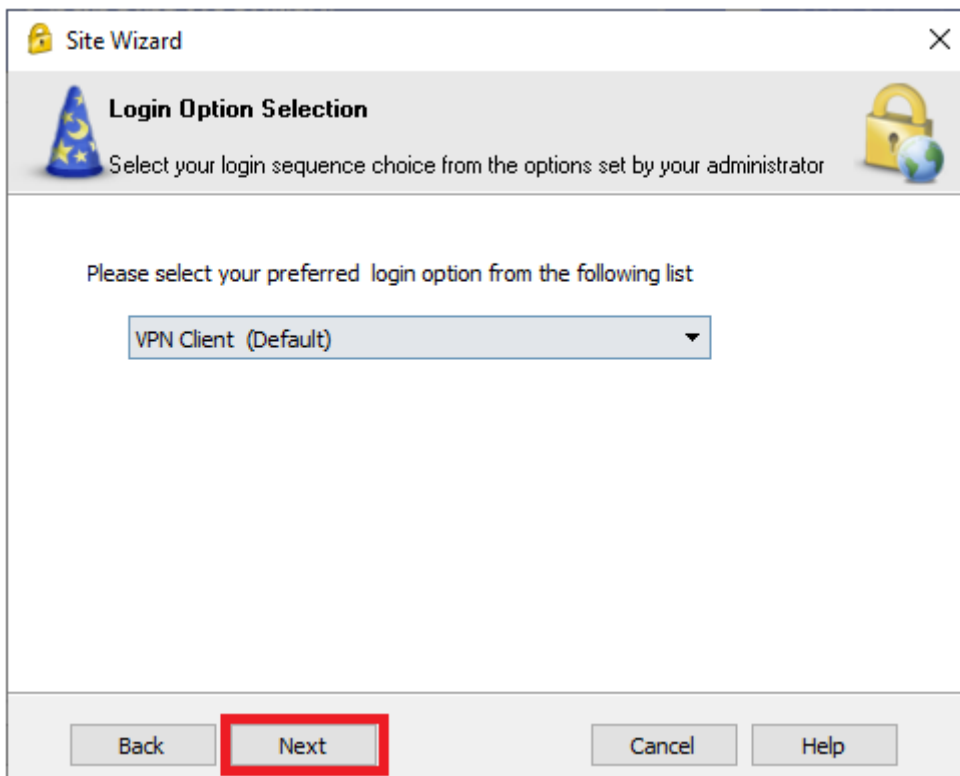 Site Wizard
Login Option Selection
Select your login sequence choice from the options set by your administrator
Please select your preferred  login option from the following list
VPN Client  (Default)
Back Next Cancel Help